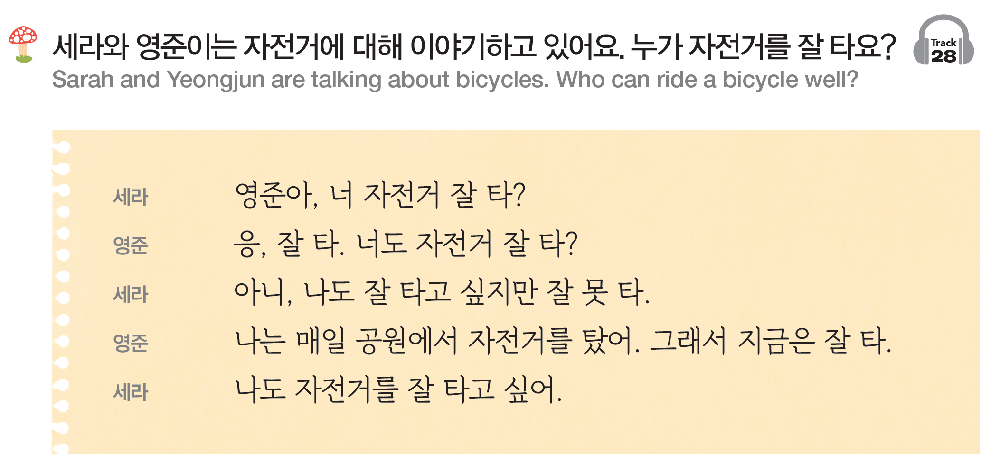 세라와 영준이는 자전거에 대해 이야기하고 있어요. 누가 자전거를 잘 타요?
Track
28
Sarah and Yeongjun are talking about bicycles. Who can ride a bicycle well?
세라 영준아, 너 자전거 잘 타?
영준 응, 잘 타. 너도 자전거 잘 타?
세라 아니, 나도 잘 타고 싶지만 잘 못 타.
영준 나는 매일 공원에서 자전거를 탔어. 그래서 지금은 잘 타.
세라 나도 자전거를 잘 타고 싶어.